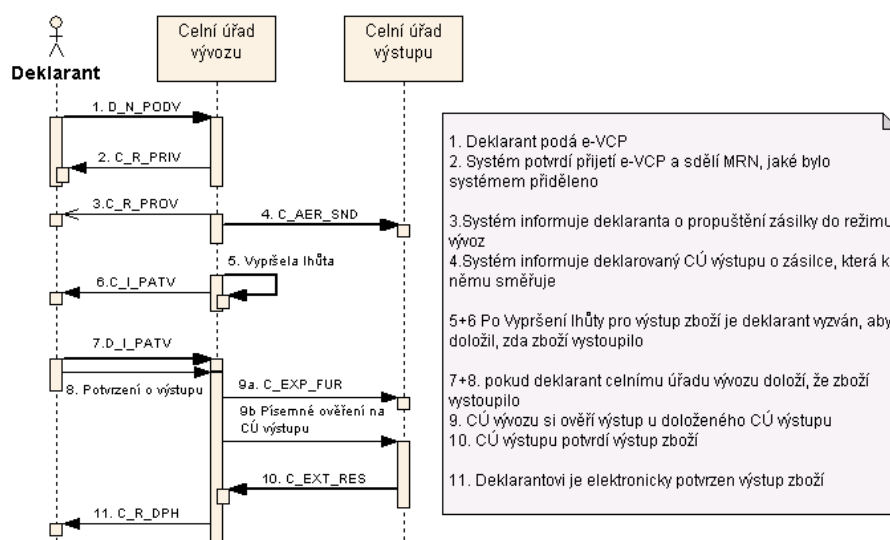 Celní úřad
vývozu
Celní úřad
výstupu
Deklarant
1. D_N_PODV
2. C_R_PRIV
3.C_R_PROV
4. C_AER_SND
5. Vypršela lhůta
6.C_I_PATV
7.D_I_PATV
8. Potvrzení o výstupu
9a. C_EXP_FUR
9b Písemné ověření na
CÚ výstupu
10. C_EXT_RES
11. C_R_DPH
1. Deklarant podá e-VCP
2. Systém potvrdí přijetí e-VCP a sdělí MRN, jaké bylo
systémem přiděleno
3.Systém informuje deklaranta o propuštění zásilky do režimu
vývoz
4.Systém informuje deklarovaný CÚ výstupu o zásilce, která k
němu směřuje
5+6 Po Vypršení lhůty pro výstup zboží je deklarant vyzván, aby
doložil, zda zboží vystoupilo
7+8. pokud deklarant celnímu úřadu vývozu doloží, že zboží
vystoupilo
9. CÚ vývozu si ověří výstup u doloženého CÚ výstupu
10. CÚ výstupu potvrdí výstup zboží
11. Deklarantovi je elektronicky potvrzen výstup zboží